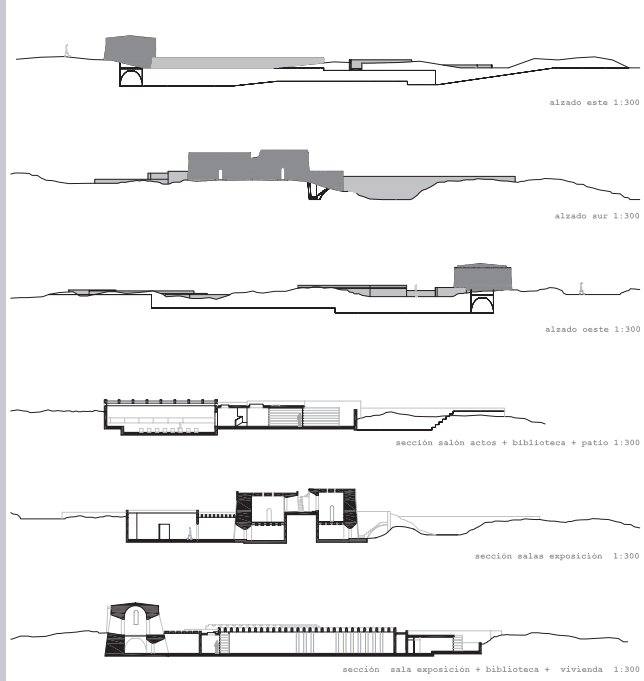 alzado este 1:300
alzado sur 1:300
alzado oeste 1:300
sección salón actos + biblioteca + patio 1:300
sección salas exposición 1:300
sección sala exposición + biblioteca + vivienda 1:300